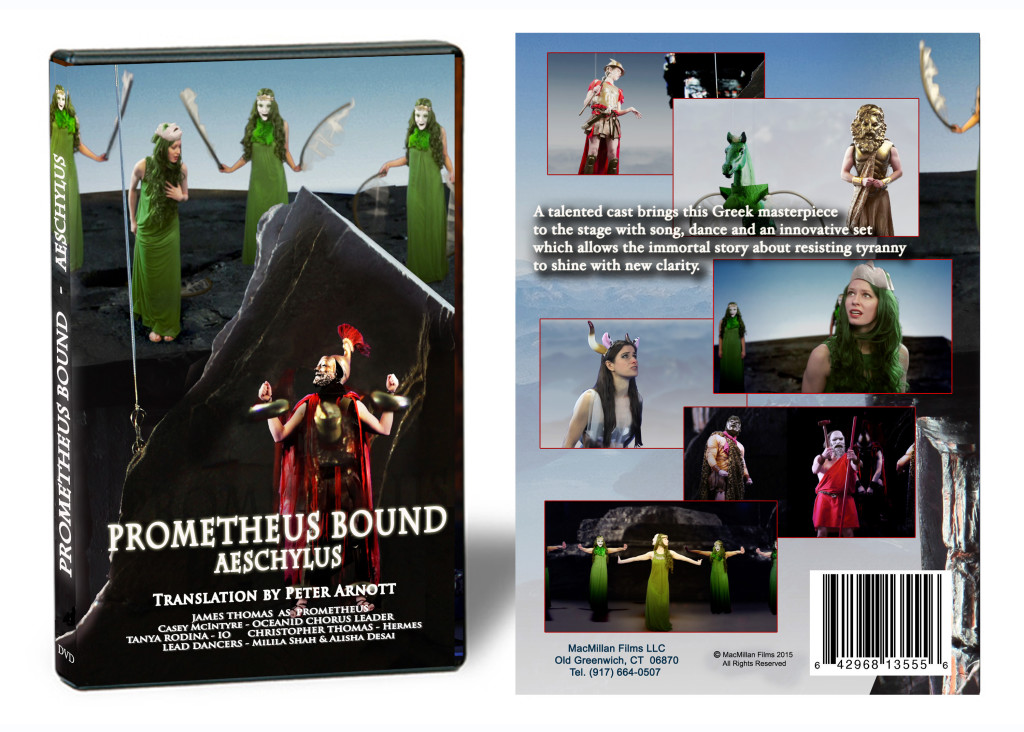 PROMETHEUS BOUND - AESCHYLUS
DVD
PROMETHEUS BOUND
AESCHYLUS
TRANSLATION BY PETER ARNOTT
JAMES THOMAS AS PROMETHEUS
CASEY MCINTYRE - OCEANID CHORUS LEADER
TANYA RODINA - IO CHRISTOPHER THOMAS - HERMES
LEAD DANCERS - MILILA SHAH & ALISHA DESAI
A talented cast brings this Greek masterpiece
to the stage with song, dance and an innovative set
which allows the immortal story about resisting tyranny
to shine with new clarity.
MacMillan Films LLC
Old Greenwich, CT 06870
Tel. (917) 664-0507
© MacMillan Films 2015
All Rights Reserved
6 42968 13555 6